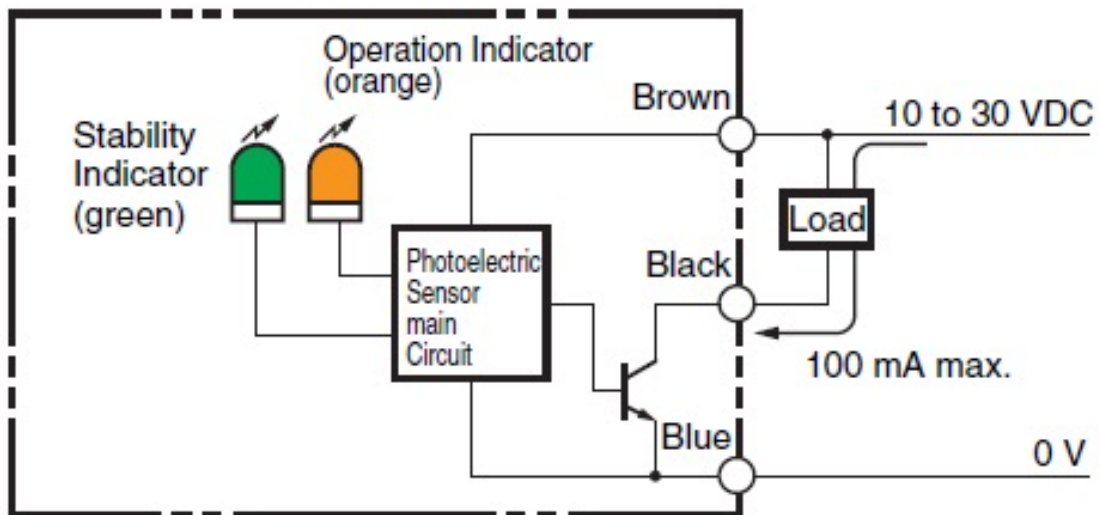 Operation Indicator
(orange)
Brown
10 to 30 VDC
Stability
Indicator
(green)
Load
Photoelectric
Sensor
main
Circuit
Black
100 mA max.
Blue
0 V